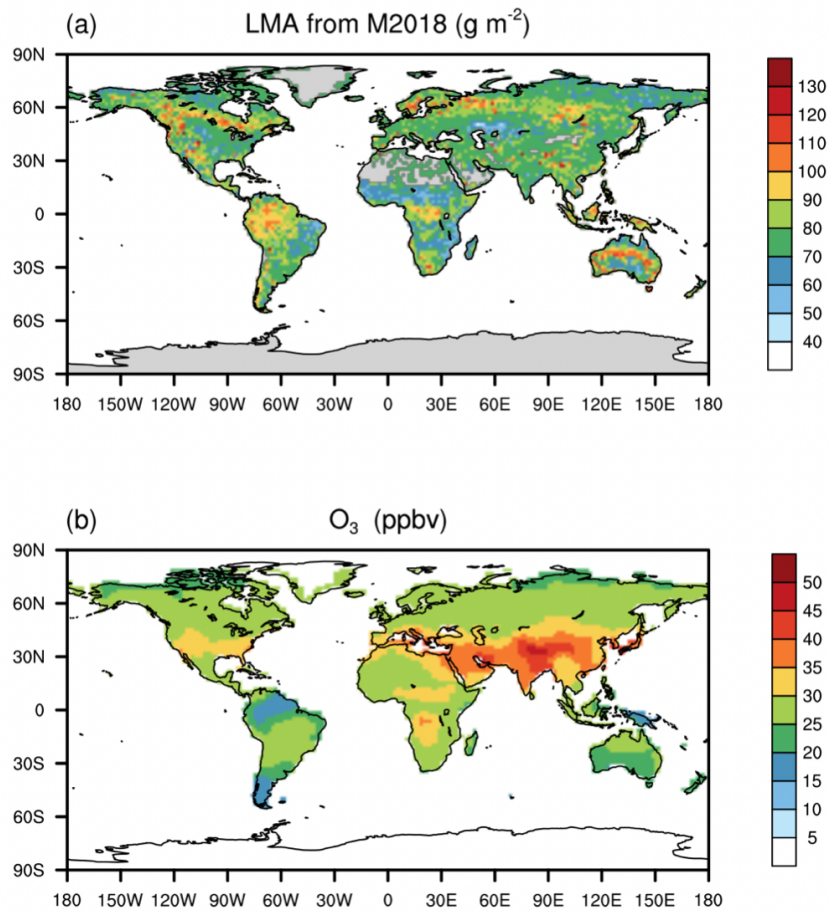 (a) LMA from M2018 (g m⁻²)
90N
60N
30N
0
30S
60S
90S
180 150W 120W 90W 60W 30W 0 30E 60E 90E 120E 150E 180
130
120
110
100
90
80
70
60
50
40
(b) O₃ (ppbv)
90N
60N
30N
0
30S
60S
90S
180 150W 120W 90W 60W 30W 0 30E 60E 90E 120E 150E 180
50
45
40
35
30
25
20
15
10
5